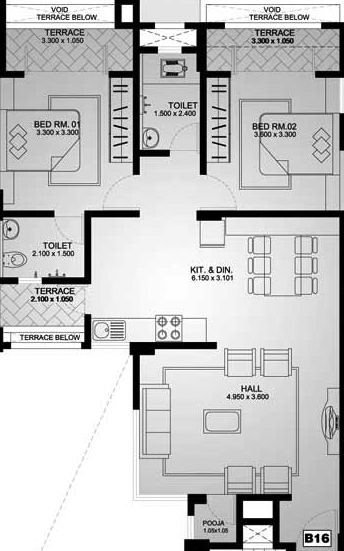 VOID
TERRACE BELOW
VOID
TERRACE BELOW
TERRACE
3.300 x 1.050
TERRACE
3.300 x 1.050
TOILET
1.500 x 2.400
BED RM. 01
3.300 x 3.300
BED RM.02
3.600 x 3.300
TOILET
2.100 x 1.500
KIT. & DIN.
6.150 x 3.101
TERRACE
2.100 x 1.050
TERRACE BELOW
HALL
4.950 x 3.600
POOJA
1.05x1.05
B16